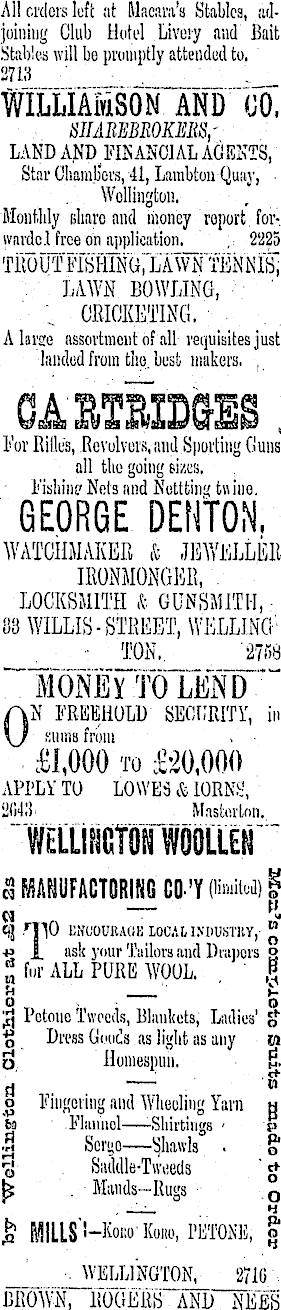 All orders left at Macara's Stables, ad-
joining Club Hotel Livery and Bait
Stables will be promptly attended to.
2713
WILLIAMSON AND CO,
SHAREBROKERS,
LAND AND FINANCIAL AGENTS,
Star Chambers, 41, Lambton Quay,
Wellington.
Monthly share and money report for-
warded free on application. 2225
TROUT FISHING, LAWN TENNIS,
LAWN BOWLING,
CRICKETING.
A large assortment of all requisites just
landed from the best makers.
CARTRIDGES
For Rifles, Revolvers, and Sporting Guns
all the going sizes.
Fishing Nets and Nettting twine.
GEORGE DENTON,
WATCHMAKER & JEWELLER
IRONMONGER,
LOCKSMITH & GUNSMITH,
83 WILLIS-STREET, WELLING
TON. 2758
MONEY TO LEND
ON FREEHOLD SECURITY, in
sums from
£1,000 TO £20,000
APPLY TO LOWES & IORNS,
2643 Masterton.
WELLINGTON WOOLLEN
MANUFACTORING CO.'Y (limited)
TO ENCOURAGE LOCAL INDUSTRY,
ask your Tailors and Drapers
for ALL PURE WOOL.
Petone Tweeds, Blankets, Ladies'
Dress Goods as light as any
Homespun.
Fingering and Wheeling Yarn
Flannel—Shirtings
Serge—Shawls
Saddle-Tweeds
Mauds—Rugs
MILLS!—Koro Koro, PETONE,
WELLINGTON, 2716
Men's complete Suits made to Order
by Wellington Clothiers at £2 2s
BROWN, ROGERS AND NEES